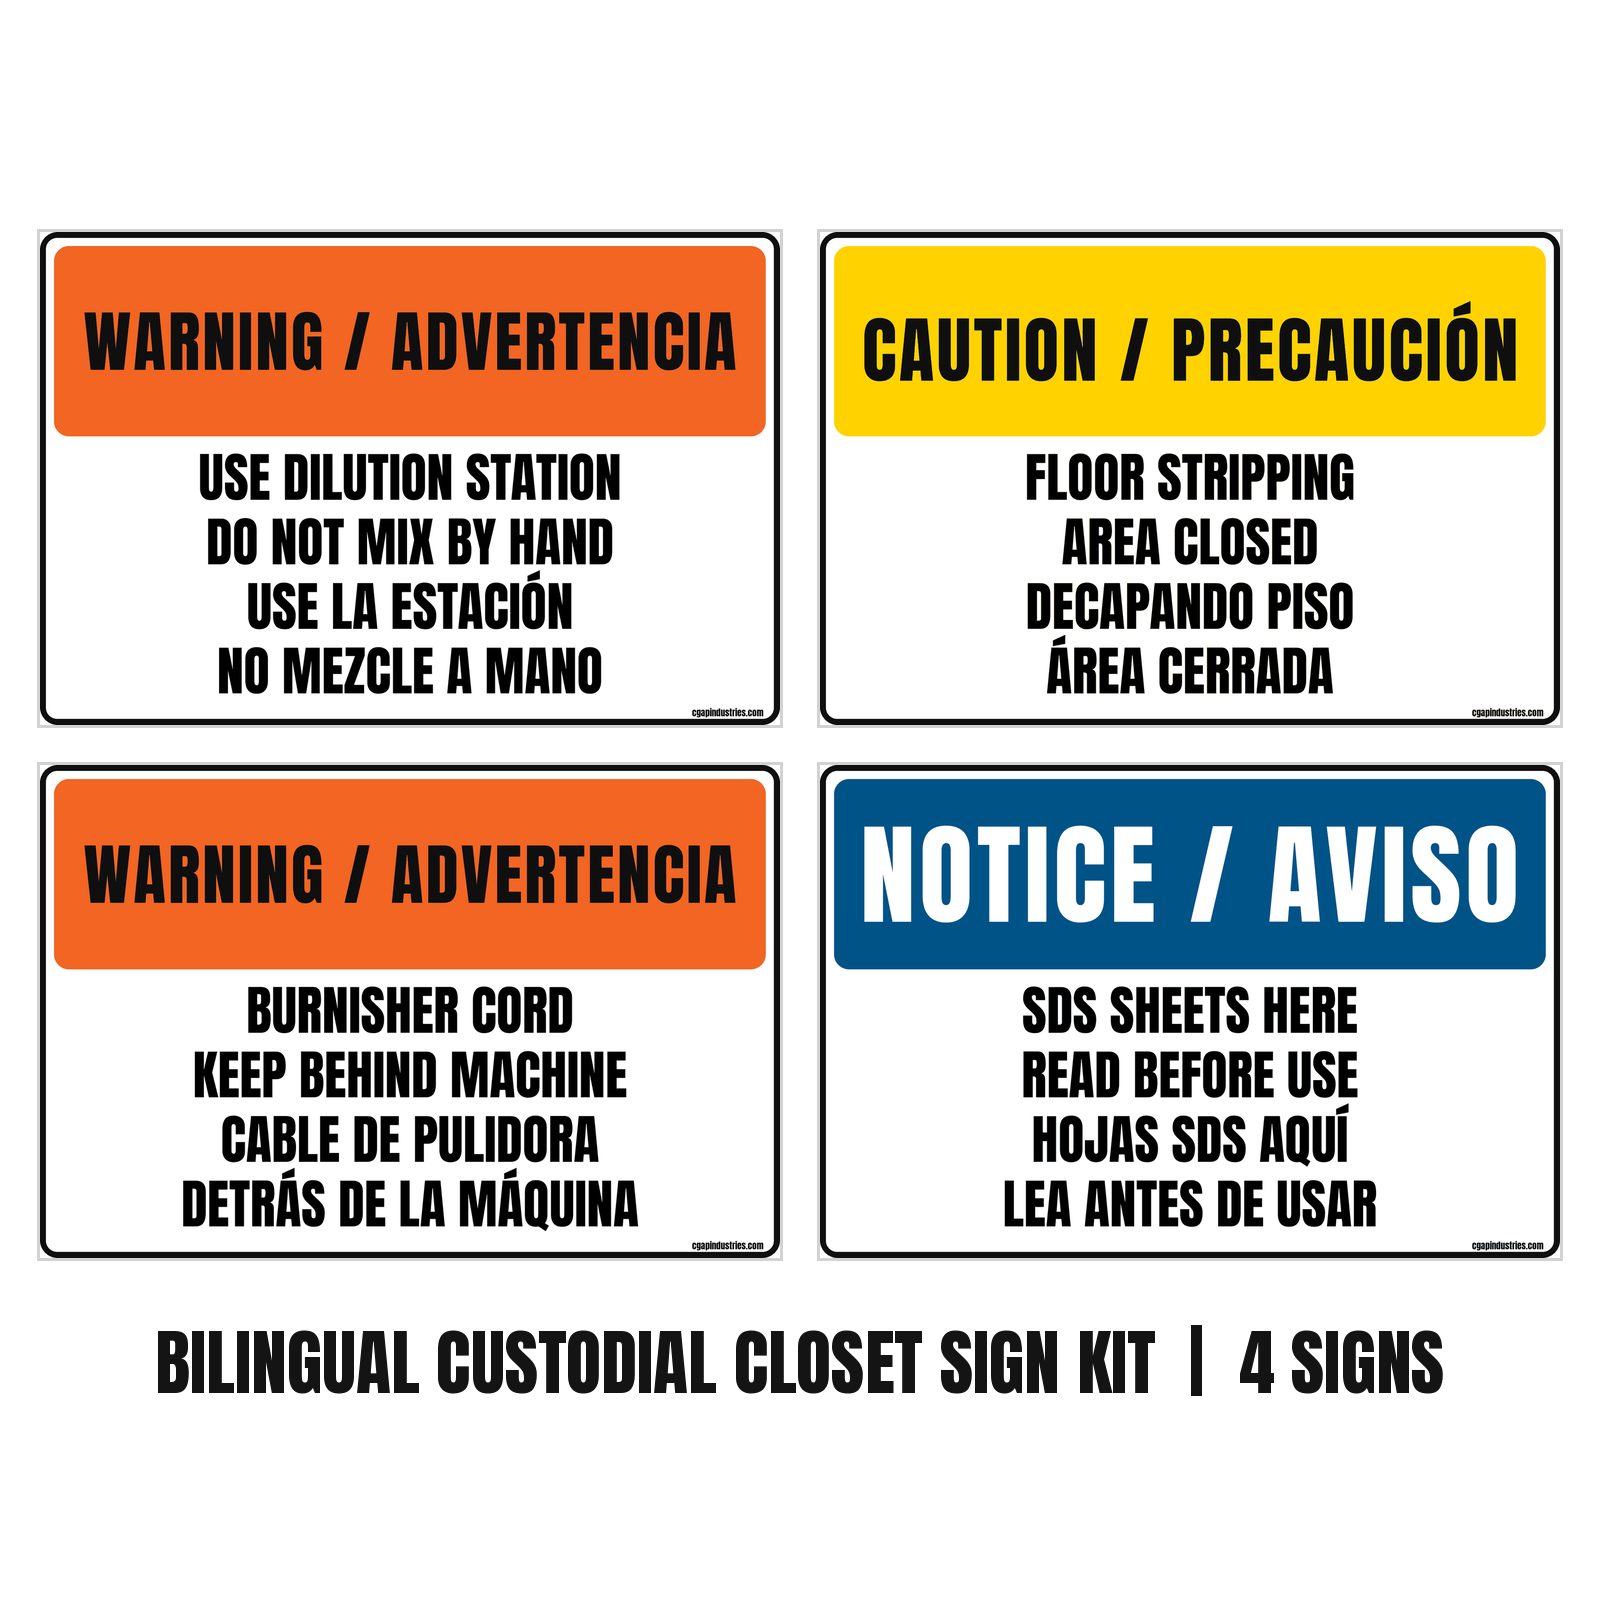 WARNING / ADVERTENCIA
USE DILUTION STATION
DO NOT MIX BY HAND
USE LA ESTACIÓN
NO MEZCLE A MANO
cgapindustries.com
CAUTION / PRECAUCIÓN
FLOOR STRIPPING
AREA CLOSED
DECAPANDO PISO
ÁREA CERRADA
cgapindustries.com
WARNING / ADVERTENCIA
BURNISHER CORD
KEEP BEHIND MACHINE
CABLE DE PULIDORA
DETRÁS DE LA MÁQUINA
cgapindustries.com
NOTICE / AVISO
SDS SHEETS HERE
READ BEFORE USE
HOJAS SDS AQUÍ
LEA ANTES DE USAR
cgapindustries.com
BILINGUAL CUSTODIAL CLOSET SIGN KIT | 4 SIGNS